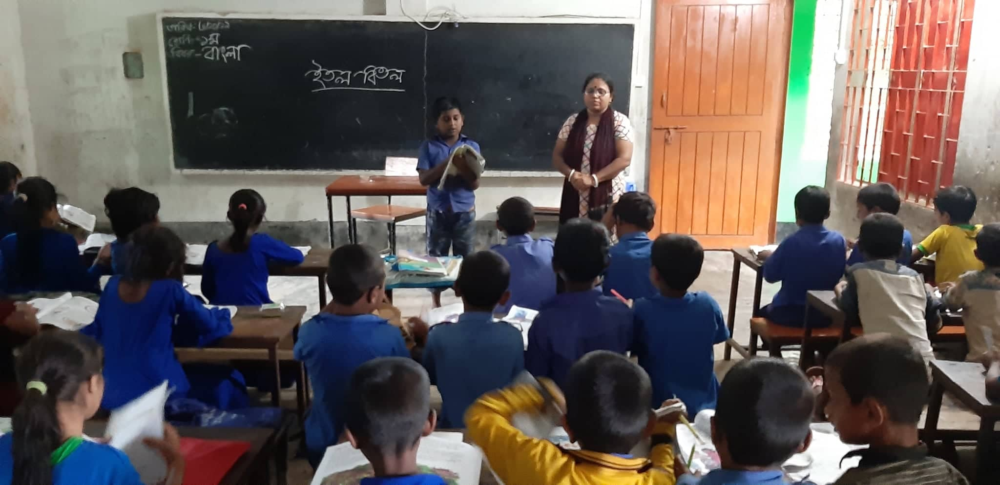 তারিখ-
শ্রেণি- ১ম
বিষয় - বাংলা
ইতল বিতল